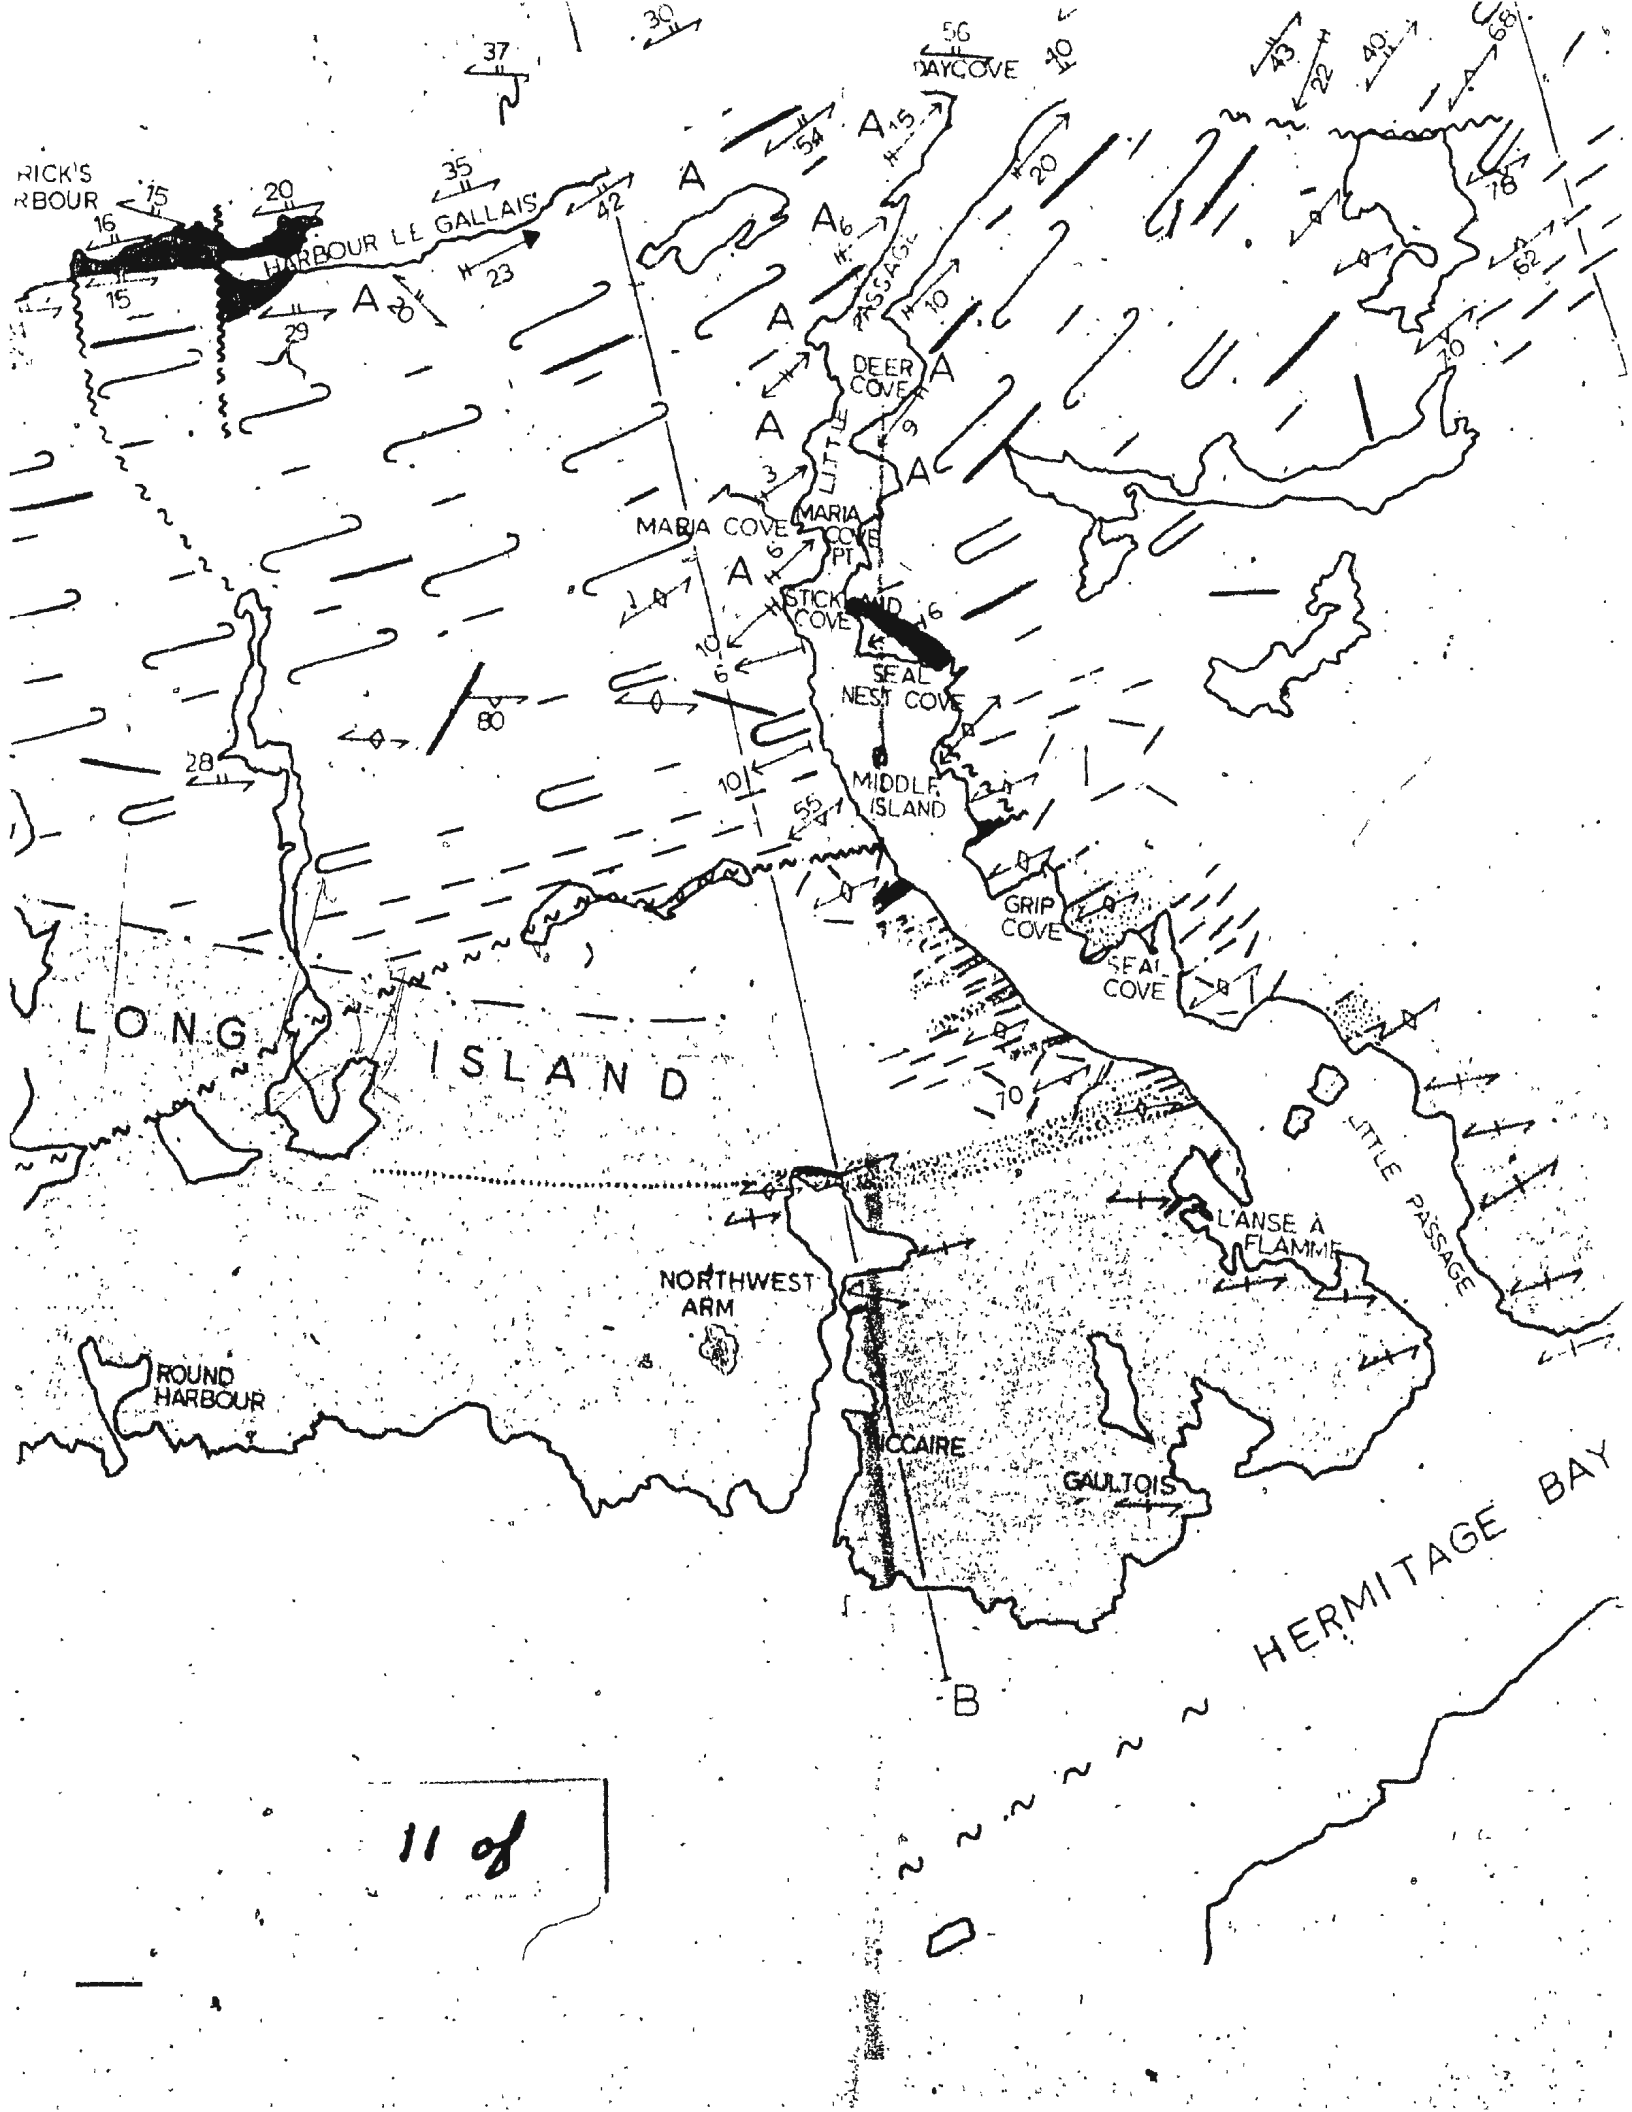 30
56
37
DAYCOVE
10
43
22
40
68
A
15
54
20
RICK'S
RBOUR
15
20
35
42
A
78
16
HARBOUR LE GALLAIS
A
6
62
15
23
PASSAGE
10
A
20
A
29
70
DEER
COVE
A
9
A
LITTLE
A
3
MARIA COVE
MARIA
COVE
PT
A
6
STICKLAND
COVE
6
10
6
SEAL
NEST COVE
80
28
10
MIDDLE
ISLAND
55
GRIP
COVE
SEAL
COVE
LONG
ISLAND
70
LITTLE PASSAGE
L'ANSE À
FLAMME
NORTHWEST
ARM
ROUND
HARBOUR
PICCAIRE
GAULTOIS
HERMITAGE BAY
B
11 of